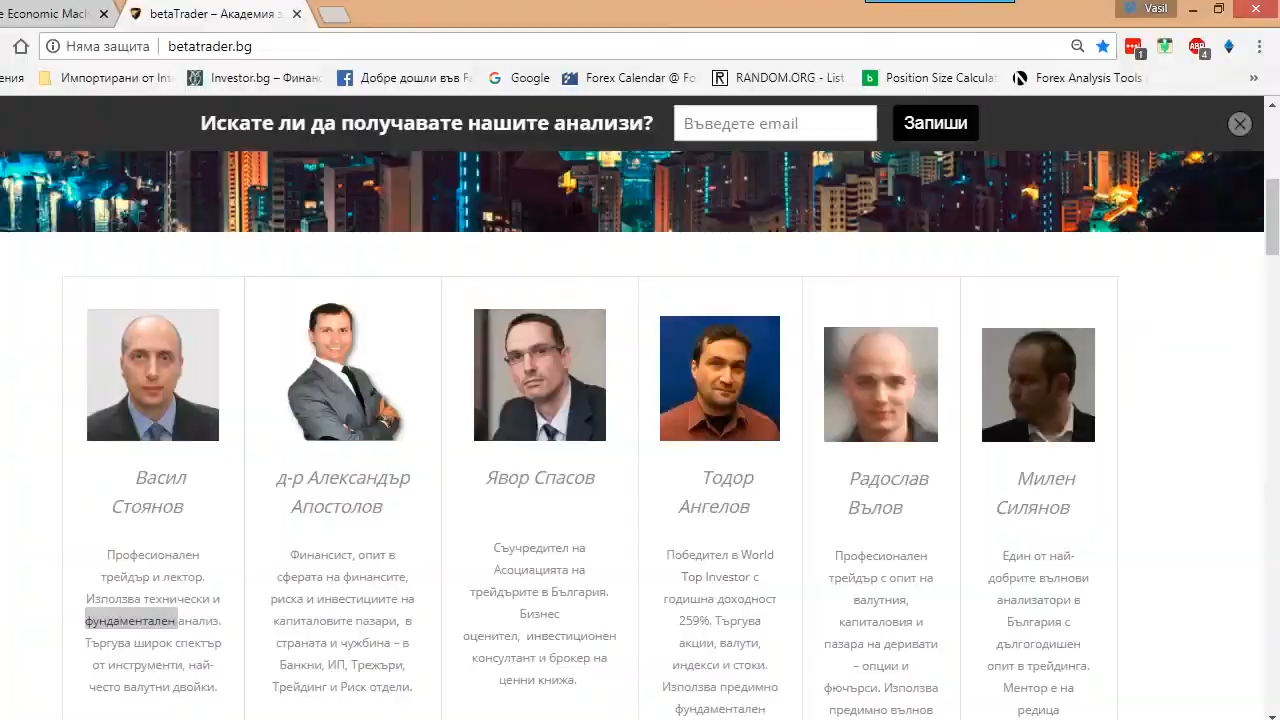 e Economic Mach
betaTrader – Академия з
Vasil
Няма защита
betatrader.bg
1
4
ения
Импортирани от Int
Investor.bg – Финанс
Добре дошли във Fa
Google
Forex Calendar @ Fo
RANDOM.ORG - List
Position Size Calculat
Forex Analysis Tools
»
Искате ли да получавате нашите анализи?
Въведете email
Запиши
Васил
Стоянов
Професионален
трейдър и лектор.
Използва технически и
фундаментален анализ.
Търгува широк спектър
от инструменти, най-
често валутни двойки.
д-р Александър
Апостолов
Финансист, опит в
сферата на финансите,
риска и инвестициите на
капиталовите пазари, в
страната и чужбина – в
Банкни, ИП, Трежъри,
Трейдинг и Риск отдели.
Явор Спасов
Съучредител на
Асоциацията на
трейдърите в България.
Бизнес
оценител, инвестиционен
консултант и брокер на
ценни книжа.
Тодор
Ангелов
Победител в World
Top Investor с
годишна доходност
259%. Търгува
акции, валути,
индекси и стоки.
Използва предимно
фундаментален
Радослав
Вълов
Професионален
трейдър с опит на
валутния,
капиталовия и
пазара на деривати
– опции и
фючърси. Използва
предимно вълнов
Милен
Силянов
Един от най-
добрите вълнови
анализатори в
България с
дългогодишен
опит в трейдинга.
Ментор е на
редица